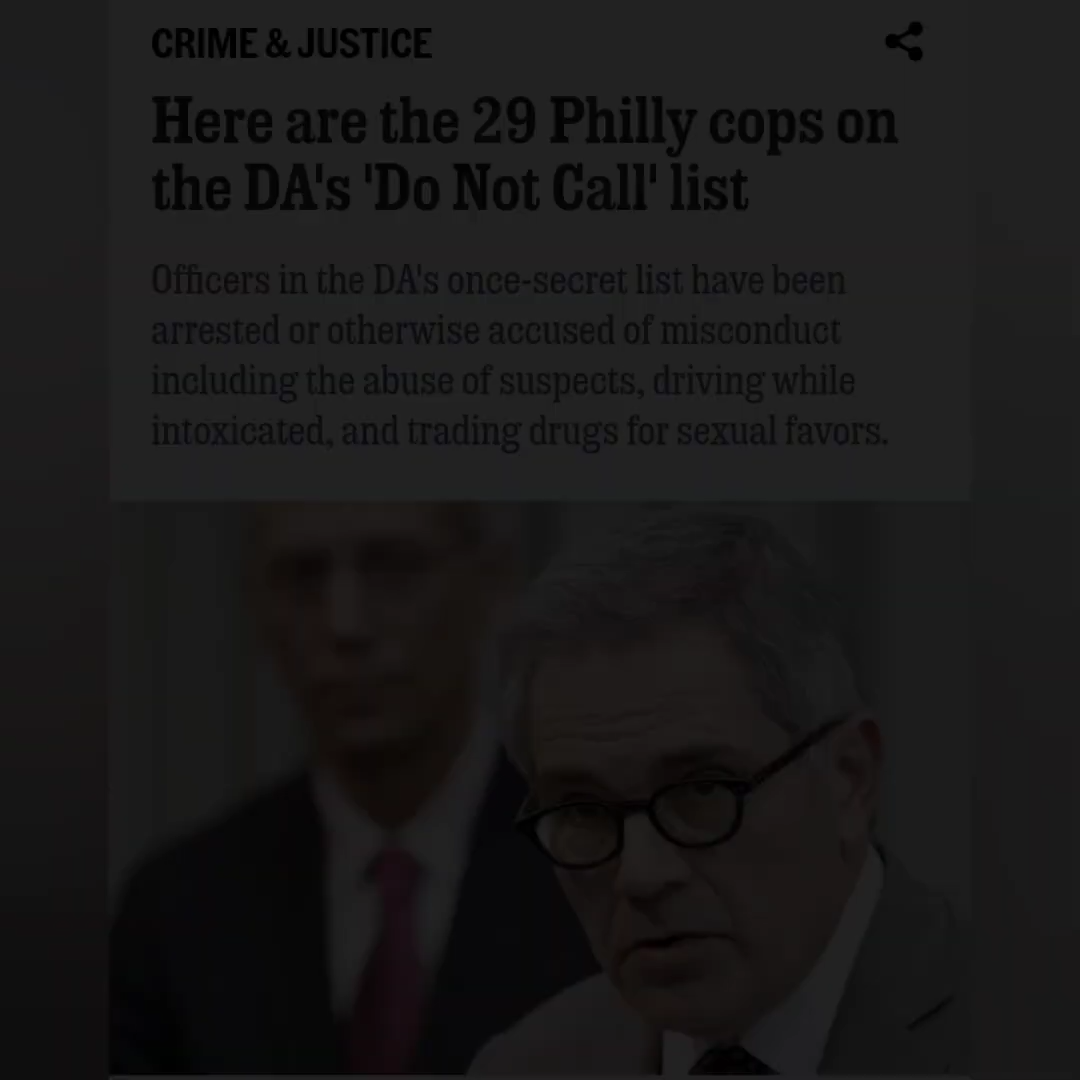 CRIME & JUSTICE
Here are the 29 Philly cops on
the DA's 'Do Not Call' list
Officers in the DA's once-secret list have been
arrested or otherwise accused of misconduct
including the abuse of suspects, driving while
intoxicated, and trading drugs for sexual favors.